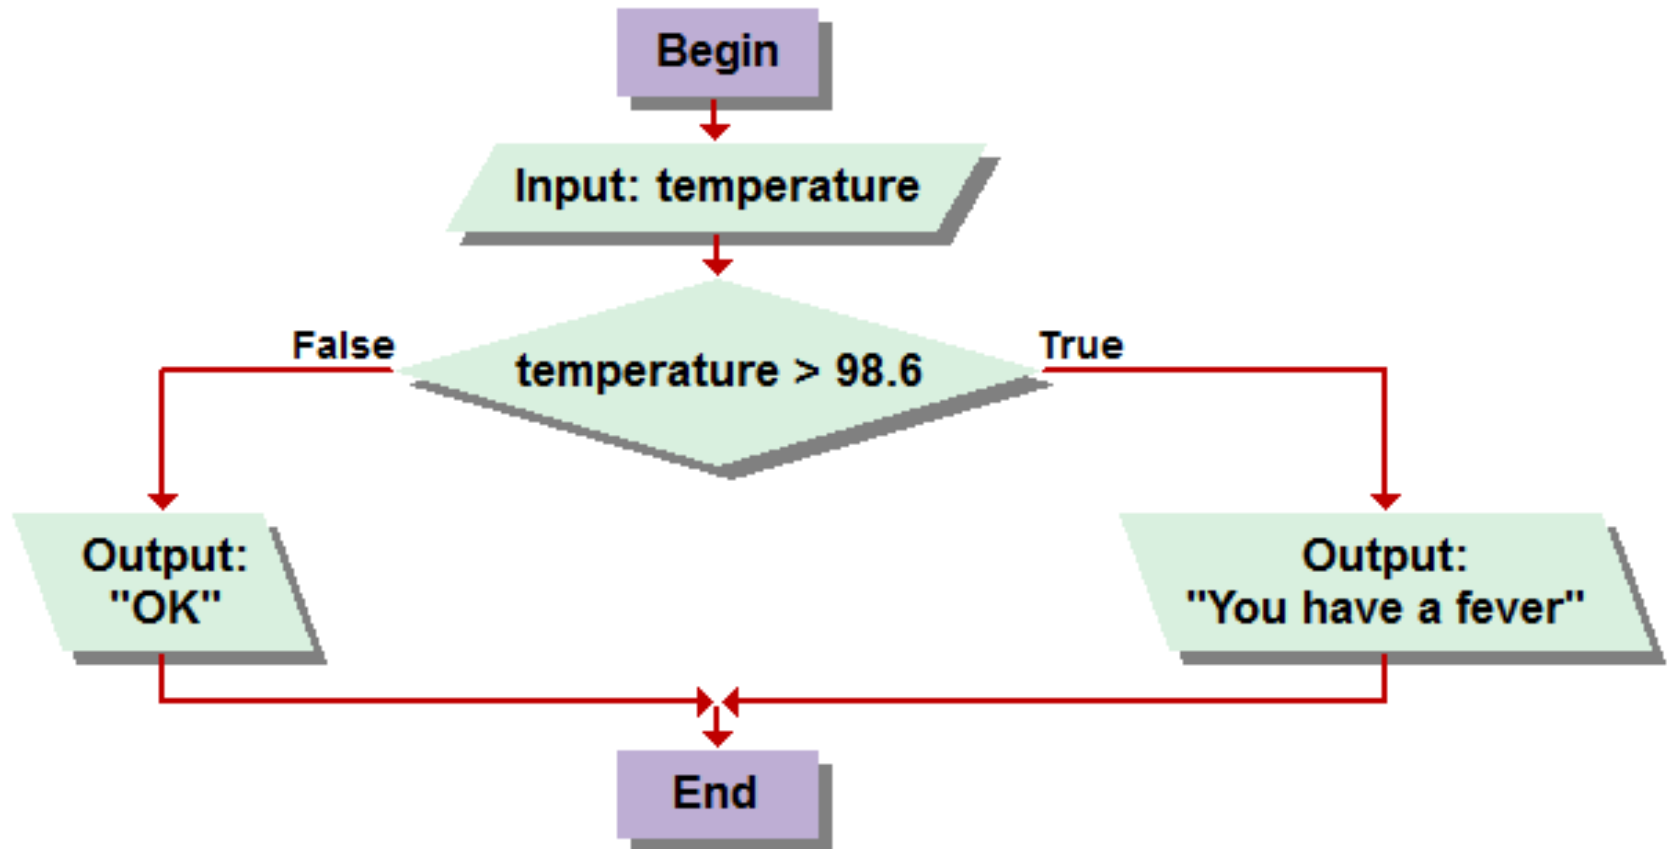 Begin
Input: temperature
False
temperature > 98.6
True
Output:
"OK"
Output:
"You have a fever"
End